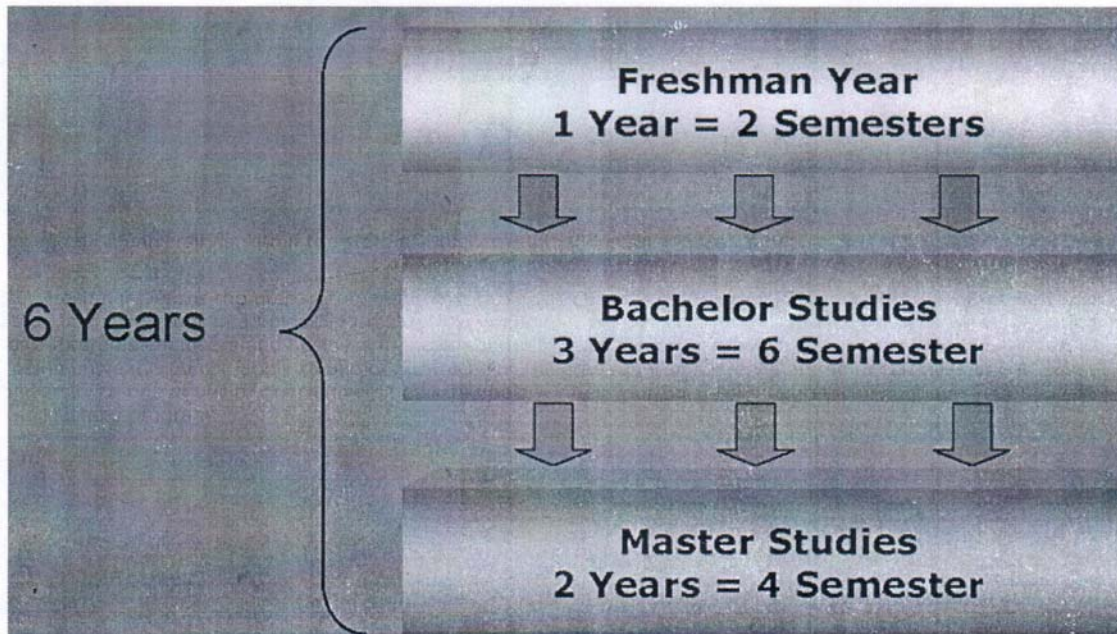 6 Years
Freshman Year
1 Year = 2 Semesters
Bachelor Studies
3 Years = 6 Semester
Master Studies
2 Years = 4 Semester